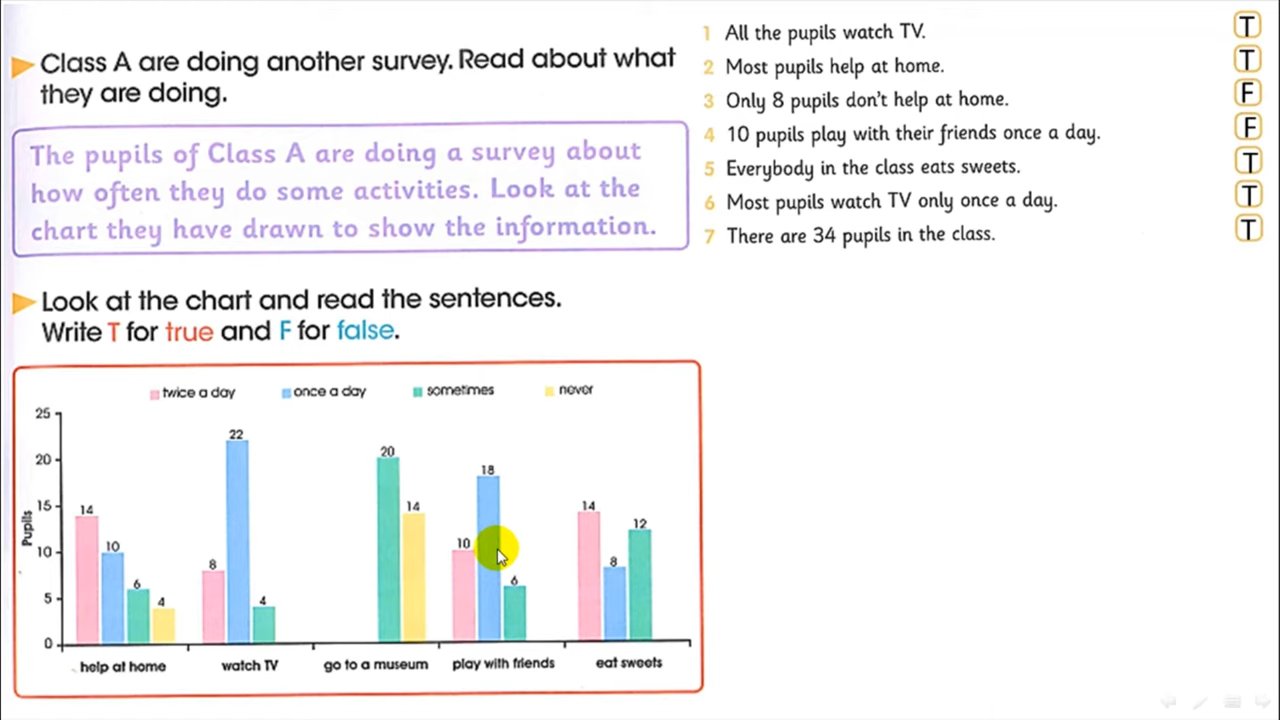 Class A are doing another survey. Read about what
they are doing.
The pupils of Class A are doing a survey about
how often they do some activities. Look at the
chart they have drawn to show the information.
Look at the chart and read the sentences.
Write T for true and F for false.
twice a day once a day sometimes never
25
22
20
20
18
15
14
14
14
12
Pupils
10
10
10
8
8
6
6
5
4
4
0
help at home watch TV go to a museum play with friends eat sweets
1 All the pupils watch TV. T
2 Most pupils help at home. T
3 Only 8 pupils don't help at home. F
4 10 pupils play with their friends once a day. F
5 Everybody in the class eats sweets. T
6 Most pupils watch TV only once a day. T
7 There are 34 pupils in the class. T